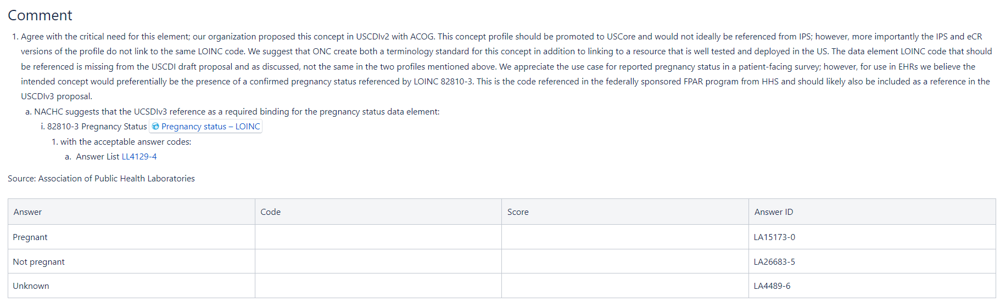 Comment
1. Agree with the critical need for this element; our organization proposed this concept in USCDIv2 with ACOG. This concept profile should be promoted to USCore and would not ideally be referenced from IPS; however, more importantly the IPS and eCR
versions of the profile do not link to the same LOINC code. We suggest that ONC create both a terminology standard for this concept in addition to linking to a resource that is well tested and deployed in the US. The data element LOINC code that should
be referenced is missing from the USCDI draft proposal and as discussed, not the same in the two profiles mentioned above. We appreciate the use case for reported pregnancy status in a patient-facing survey; however, for use in EHRs we believe the
intended concept would preferentially be the presence of a confirmed pregnancy status referenced by LOINC 82810-3. This is the code referenced in the federally sponsored FPAR program from HHS and should likely also be included as a reference in the
USCDIv3 proposal.
a. NACHC suggests that the UCSDIv3 reference as a required binding for the pregnancy status data element:
i. 82810-3 Pregnancy Status Pregnancy status – LOINC
1. with the acceptable answer codes:
a. Answer List LL4129-4
Source: Association of Public Health Laboratories
Answer Code Score Answer ID
Pregnant LA15173-0
Not pregnant LA26683-5
Unknown LA4489-6